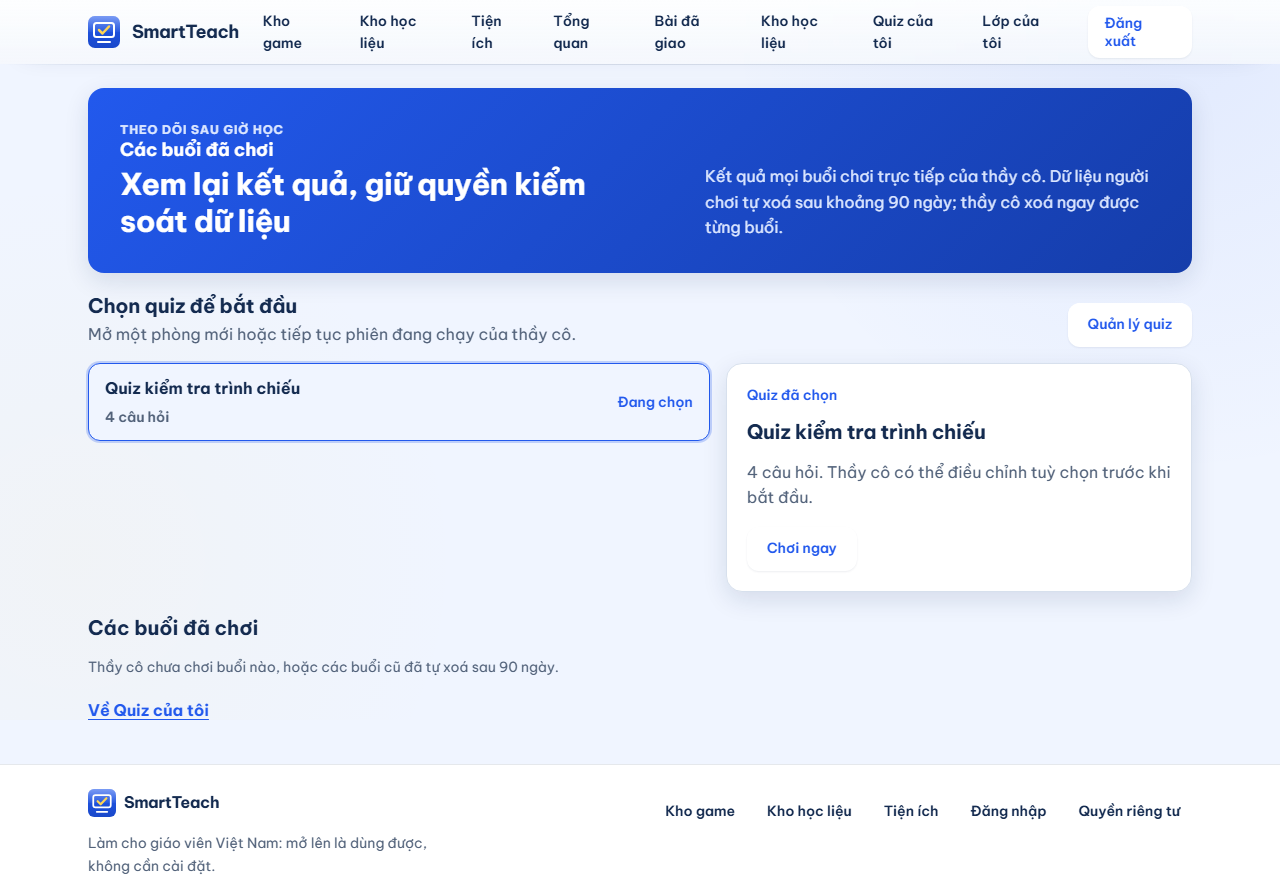 SmartTeach
Kho game
Kho học liệu
Tiện ích
Tổng quan
Bài đã giao
Kho học liệu
Quiz của tôi
Lớp của tôi
Đăng xuất
THEO DÕI SAU GIỜ HỌC
Các buổi đã chơi
Xem lại kết quả, giữ quyền kiểm
soát dữ liệu
Kết quả mọi buổi chơi trực tiếp của thầy cô. Dữ liệu người
chơi tự xoá sau khoảng 90 ngày; thầy cô xoá ngay được
từng buổi.
Chọn quiz để bắt đầu
Mở một phòng mới hoặc tiếp tục phiên đang chạy của thầy cô.
Quản lý quiz
Quiz kiểm tra trình chiếu
4 câu hỏi
Đang chọn
Quiz đã chọn
Quiz kiểm tra trình chiếu
4 câu hỏi. Thầy cô có thể điều chỉnh tuỳ chọn trước khi
bắt đầu.
Chơi ngay
Các buổi đã chơi
Thầy cô chưa chơi buổi nào, hoặc các buổi cũ đã tự xoá sau 90 ngày.
Về Quiz của tôi
SmartTeach
Làm cho giáo viên Việt Nam: mở lên là dùng được,
không cần cài đặt.
Kho game
Kho học liệu
Tiện ích
Đăng nhập
Quyền riêng tư